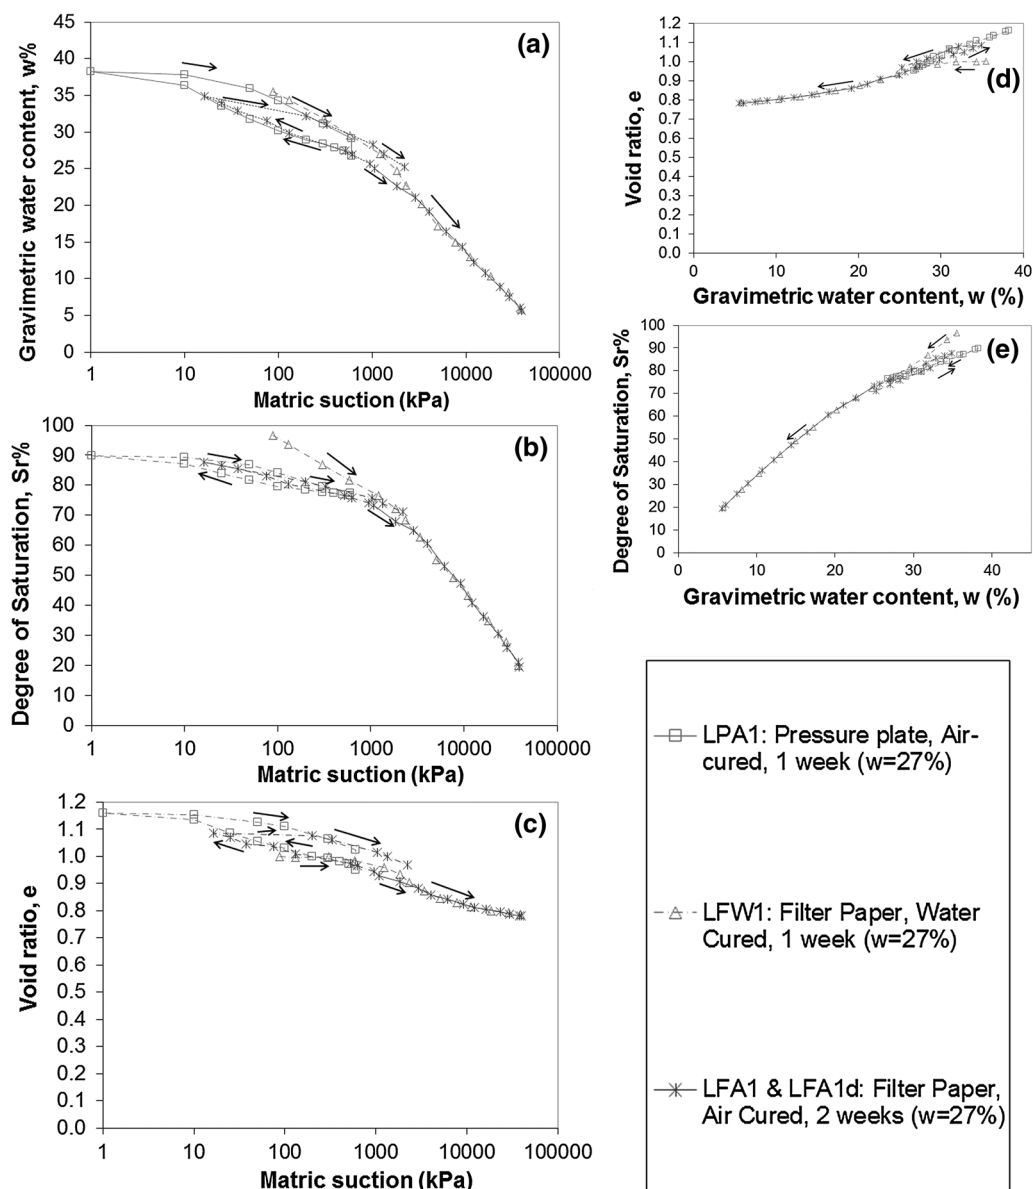 (a)
45
40
35
30
25
20
15
10
5
0
Gravimetric water content, w%
1 10 100 1000 10000 100000
Matric suction (kPa)
(b)
100
90
80
70
60
50
40
30
20
10
0
Degree of Saturation, Sr%
1 10 100 1000 10000 100000
Matric suction (kPa)
(c)
1.2
1.1
1.0
0.9
0.8
0.7
0.6
0.5
0.4
0.3
0.2
0.1
0.0
Void ratio, e
1 10 100 1000 10000 100000
Matric suction (kPa)
(d)
1.2
1.1
1.0
0.9
0.8
0.7
0.6
0.5
0.4
0.3
0.2
0.1
0.0
Void ratio, e
0 10 20 30 40
Gravimetric water content, w (%)
(e)
100
90
80
70
60
50
40
30
20
10
0
Degree of Saturation, Sr%
0 10 20 30 40
Gravimetric water content, w (%)
LPA1: Pressure plate, Air-
cured, 1 week (w=27%)
LFW1: Filter Paper, Water
Cured, 1 week (w=27%)
LFA1 & LFA1d: Filter Paper,
Air Cured, 2 weeks (w=27%)